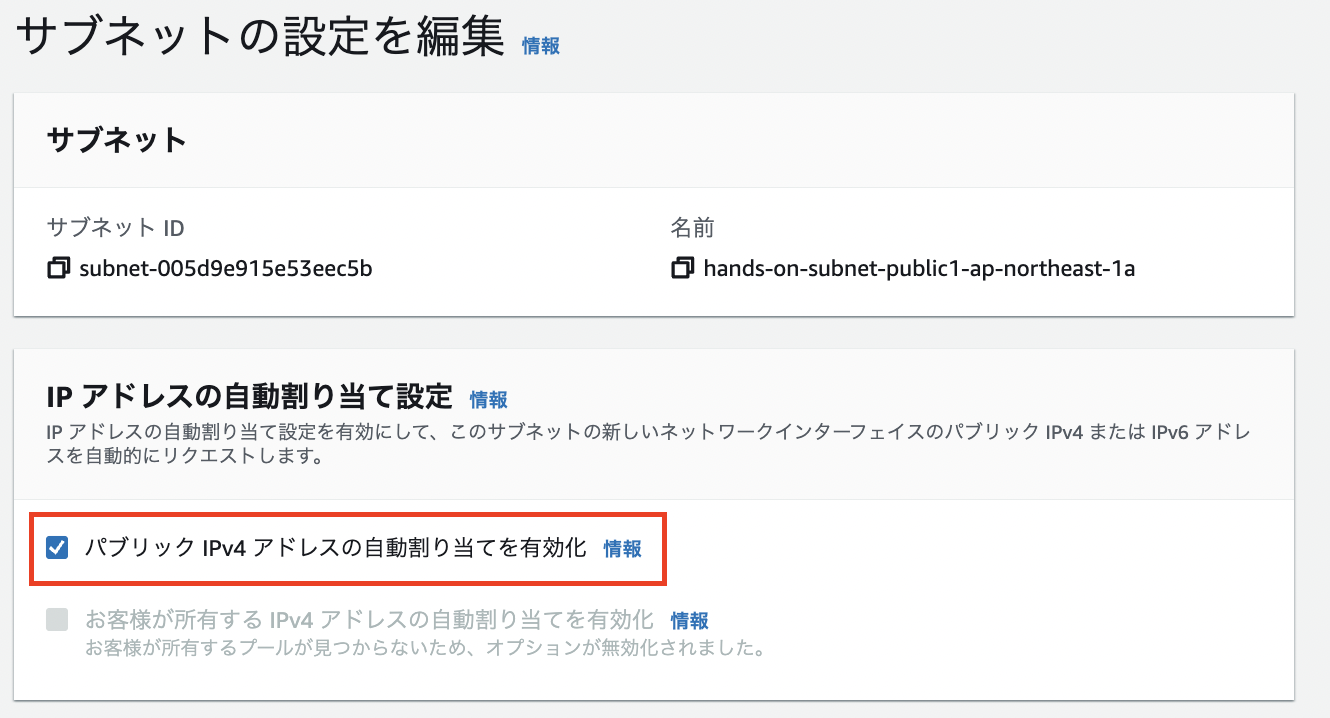 サブネットの設定を編集 情報
サブネット
サブネット ID
subnet-005d9e915e53eec5b
名前
hands-on-subnet-public1-ap-northeast-1a
IP アドレスの自動割り当て設定 情報
IP アドレスの自動割り当て設定を有効にして、このサブネットの新しいネットワークインターフェイスのパブリック IPv4 または IPv6 アドレ
スを自動的にリクエストします。
パブリック IPv4 アドレスの自動割り当てを有効化 情報
お客様が所有する IPv4 アドレスの自動割り当てを有効化 情報
お客様が所有するプールが見つからないため、オプションが無効化されました。